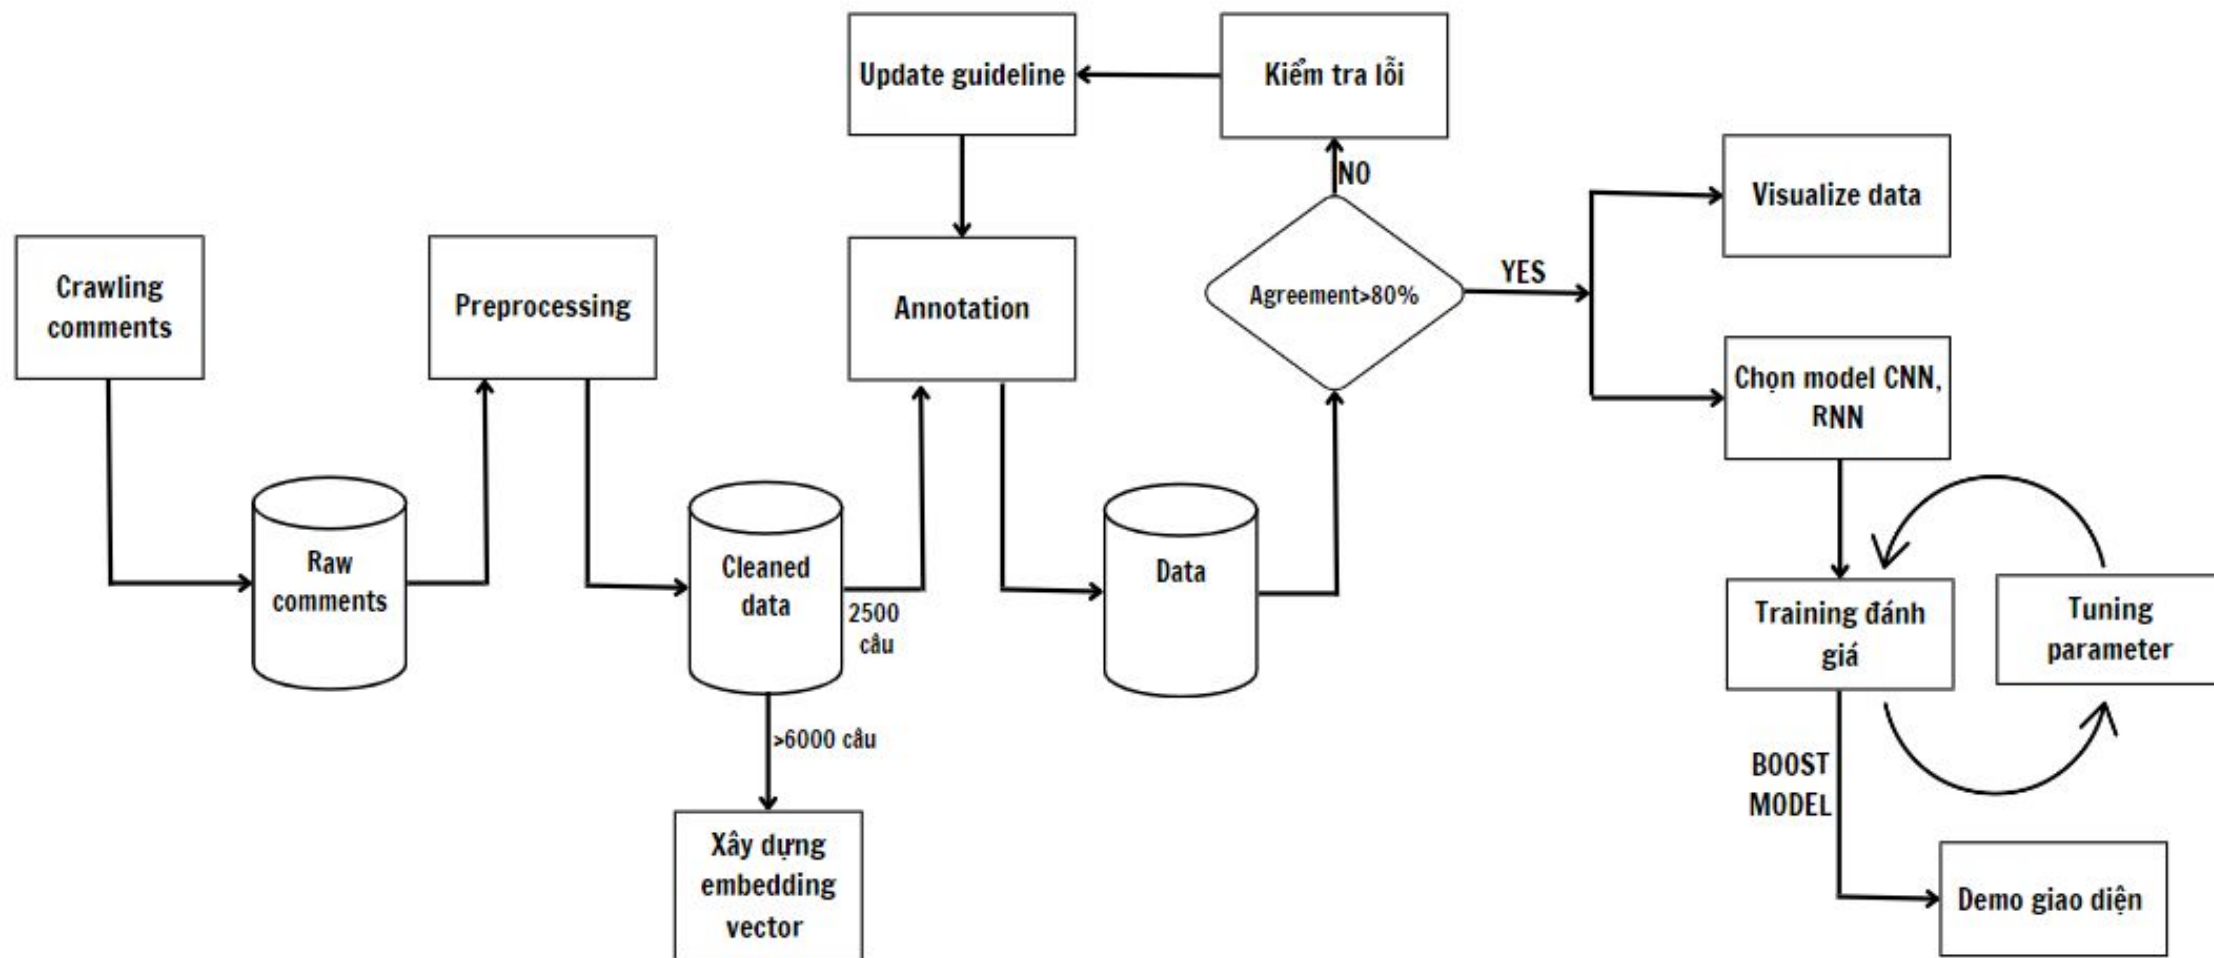 Update guideline
Kiểm tra lỗi
NO
Visualize data
Crawling
comments
Preprocessing
Annotation
Agreement>80%
YES
Chọn model CNN,
RNN
Raw
comments
Cleaned
data
2500
câu
Data
Training đánh
giá
Tuning
parameter
>6000 câu
BOOST
MODEL
Xây dựng
embedding
vector
Demo giao diện